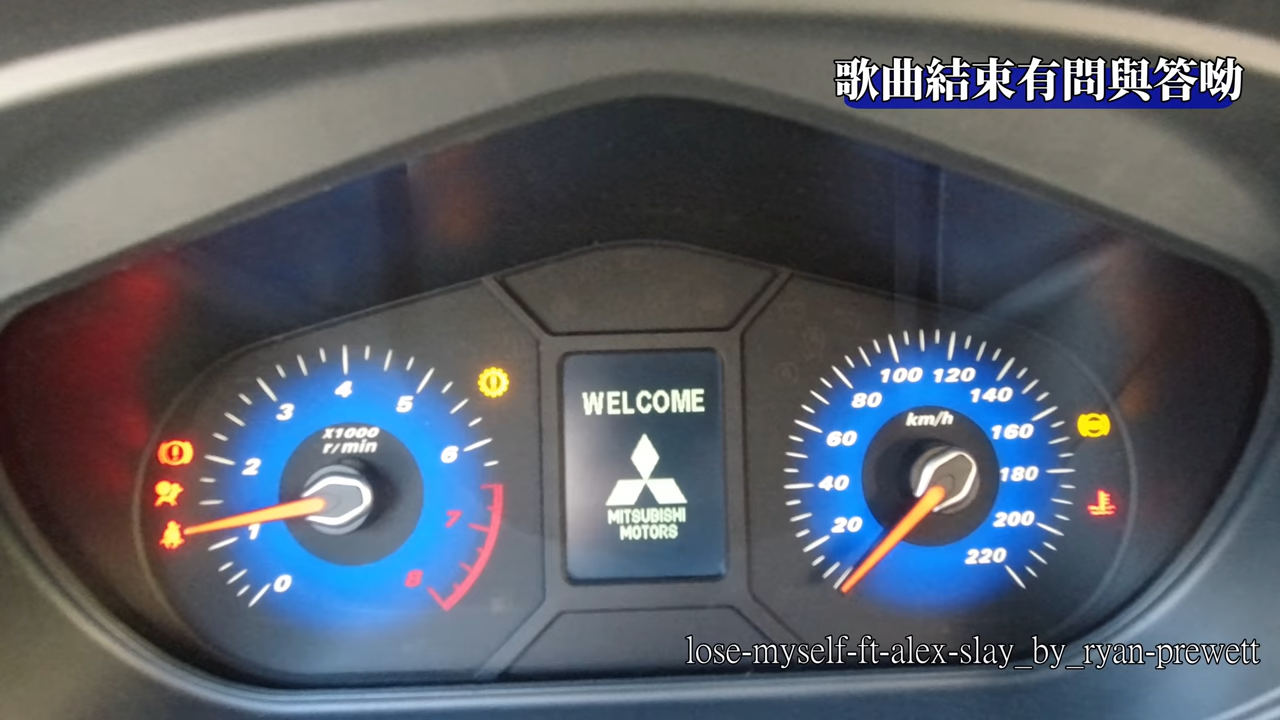 歌曲結束有問與答呦
X1000
r/min
0
1
2
3
4
5
6
7
8
WELCOME
MITSUBISHI
MOTORS
km/h
20
40
60
80
100
120
140
160
180
200
220
lose-myself-ft-alex-slay_by_ryan-prewett